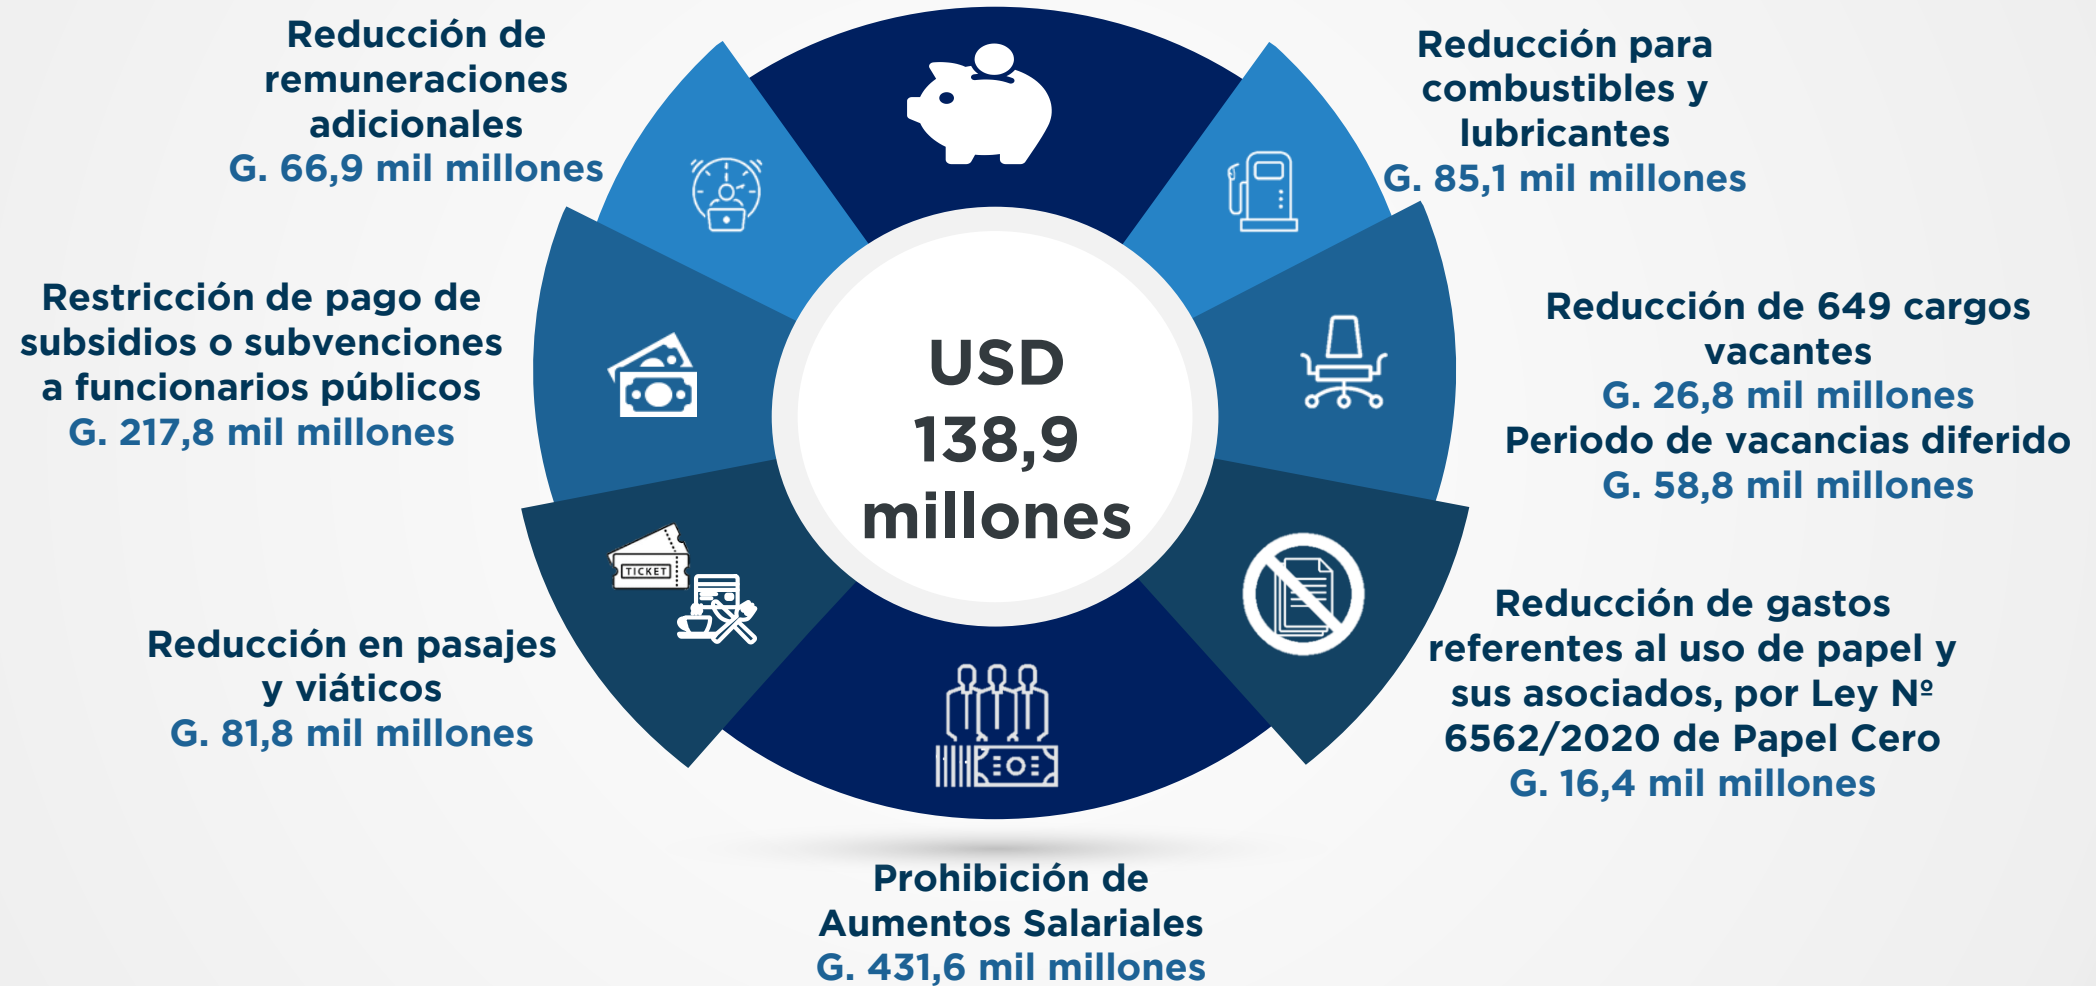 Reducción de
remuneraciones
adicionales
G. 66,9 mil millones
Restricción de pago de
subsidios o subvenciones
a funcionarios públicos
G. 217,8 mil millones
Reducción en pasajes
y viáticos
G. 81,8 mil millones
TICKET
USD
138,9
millones
Reducción para
combustibles y
lubricantes
G. 85,1 mil millones
Reducción de 649 cargos
vacantes
G. 26,8 mil millones
Periodo de vacancias diferido
G. 58,8 mil millones
Reducción de gastos
referentes al uso de papel y
sus asociados, por Ley Nº
6562/2020 de Papel Cero
G. 16,4 mil millones
Prohibición de
Aumentos Salariales
G. 431,6 mil millones